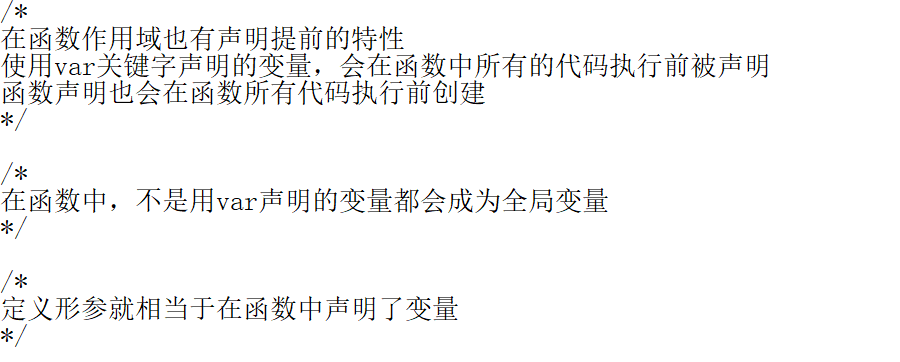 /*
在函数作用域也有声明提前的特性
使用var关键字声明的变量，会在函数中所有的代码执行前被声明
函数声明也会在函数所有代码执行前创建
*/
/*
在函数中，不是用var声明的变量都会成为全局变量
*/
/*
定义形参就相当于在函数中声明了变量
*/